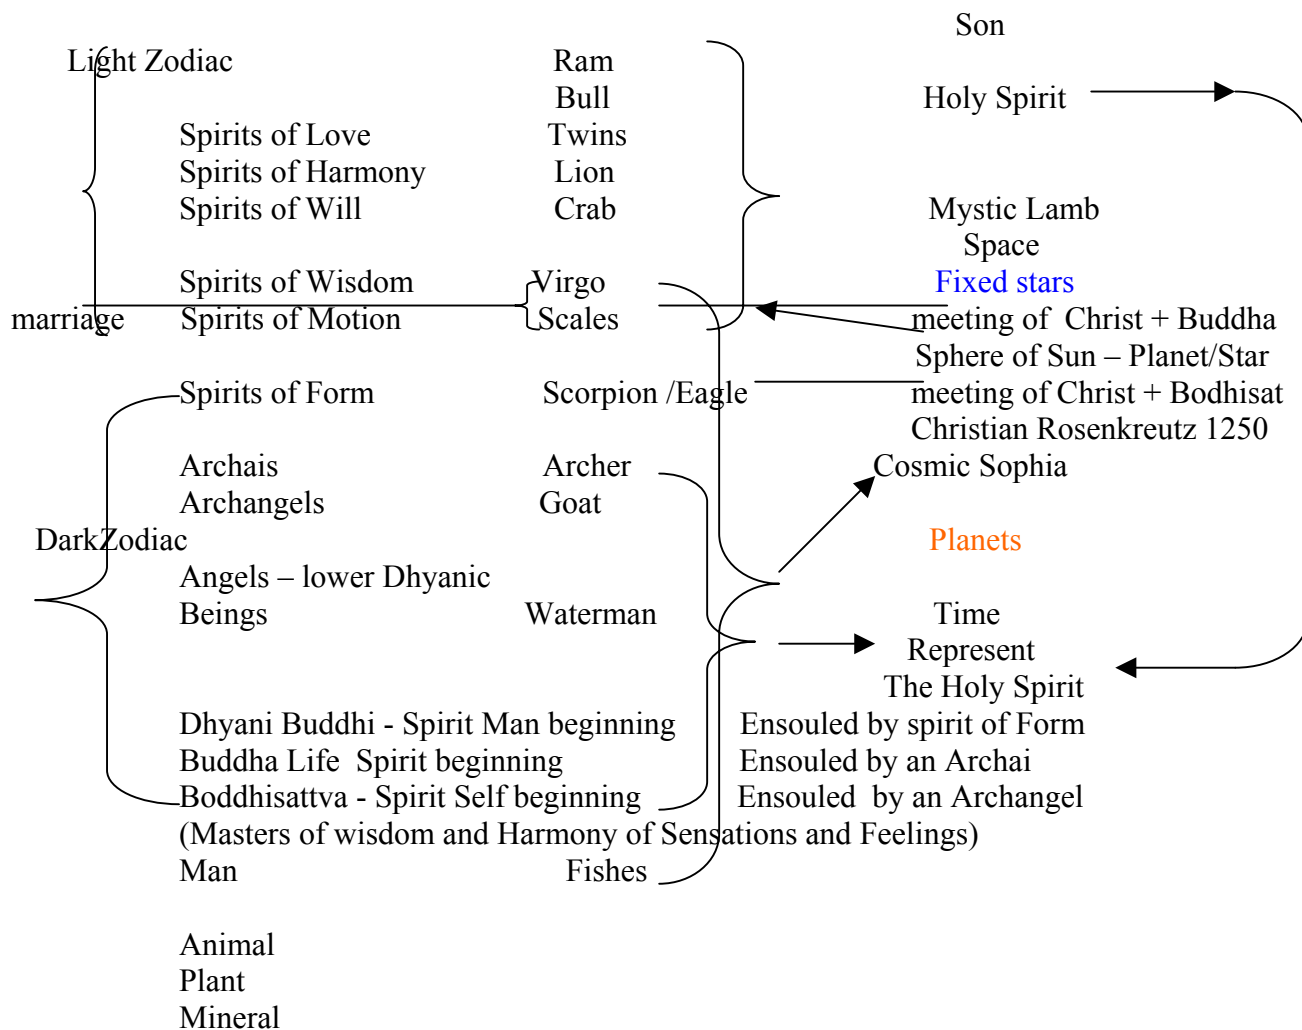 Son
Light Zodiac Ram
Bull Holy Spirit
Spirits of Love Twins
Spirits of Harmony Lion
Spirits of Will Crab Mystic Lamb
Space
Spirits of Wisdom Virgo Fixed stars
marriage Spirits of Motion Scales meeting of Christ + Buddha
Sphere of Sun – Planet/Star
Spirits of Form Scorpion /Eagle meeting of Christ + Bodhisat
Christian Rosenkreutz 1250
Archais Archer Cosmic Sophia
Archangels Goat
DarkZodiac Planets
Angels – lower Dhyanic
Beings Waterman Time
Represent
The Holy Spirit
Dhyani Buddhi - Spirit Man beginning Ensouled by spirit of Form
Buddha Life Spirit beginning Ensouled by an Archai
Boddhisattva - Spirit Self beginning Ensouled by an Archangel
(Masters of wisdom and Harmony of Sensations and Feelings)
Man Fishes
Animal
Plant
Mineral